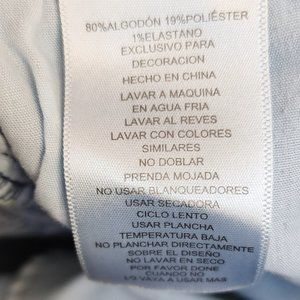 80%ALGODÓN 19%POLIÉSTER
1%ELASTANO
EXCLUSIVO PARA
DECORACION
HECHO EN CHINA
LAVAR A MAQUINA
EN AGUA FRIA
LAVAR AL REVES
LAVAR CON COLORES
SIMILARES
NO DOBLAR
PRENDA MOJADA
NO USAR BLANQUEADORES
USAR SECADORA
CICLO LENTO
USAR PLANCHA
TEMPERATURA BAJA
NO PLANCHAR DIRECTAMENTE
SOBRE EL DISEÑO
NO LAVAR EN SECO
POR FAVOR DONE
CUANDO NO
VAYA A USAR MAS